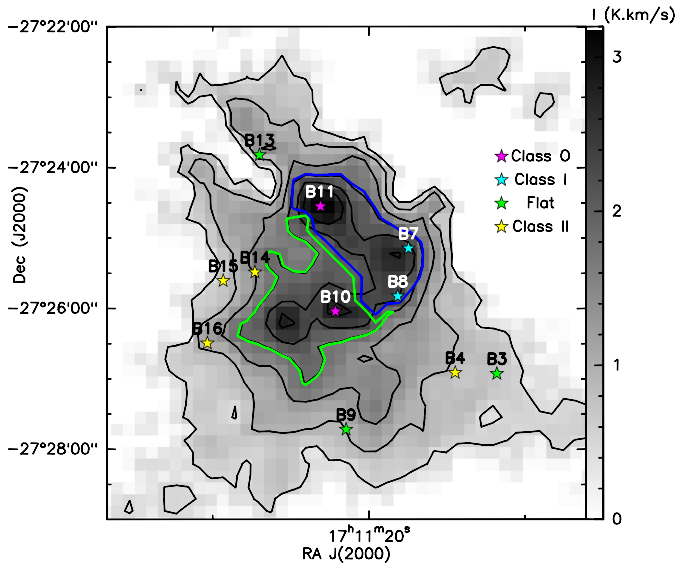 I (K.km/s)
−27°22'00"
3
B13
−27°24'00"
Class 0
Class I
B11
Flat
2
Class II
Dec (J2000)
B7
B15 B14
B8
−27°26'00"
B10
B16
1
B4 B3
B9
−27°28'00"
0
17ʰ11ᵐ20ˢ
RA J(2000)